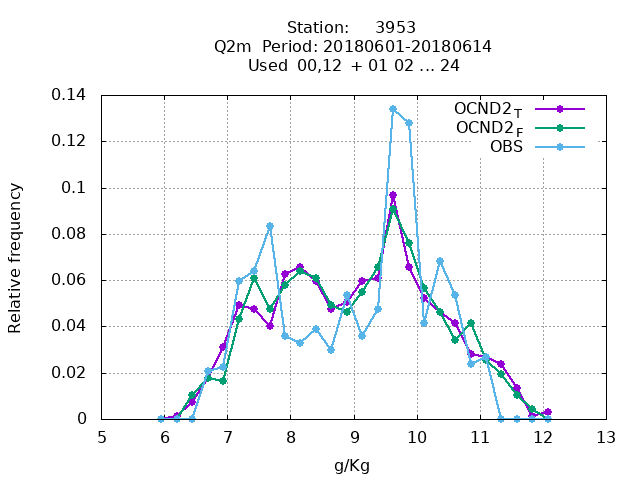 Station:     3953
Q2m  Period: 20180601-20180614
Used  00,12  + 01 02 ... 24
0.14
0.12
0.1
0.08
0.06
0.04
0.02
0
Relative frequency
OCND2 T
OCND2 F
OBS
5 6 7 8 9 10 11 12 13
g/Kg